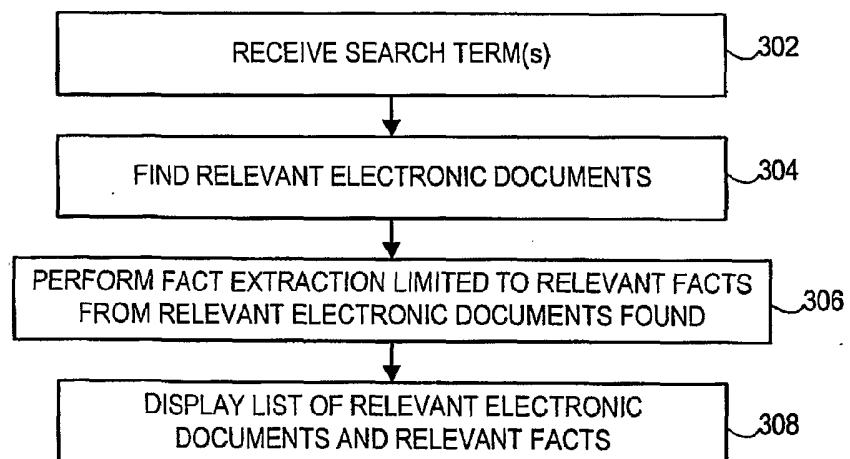 RECEIVE SEARCH TERM(s)
302
FIND RELEVANT ELECTRONIC DOCUMENTS
304
PERFORM FACT EXTRACTION LIMITED TO RELEVANT FACTS
FROM RELEVANT ELECTRONIC DOCUMENTS FOUND
306
DISPLAY LIST OF RELEVANT ELECTRONIC
DOCUMENTS AND RELEVANT FACTS
308